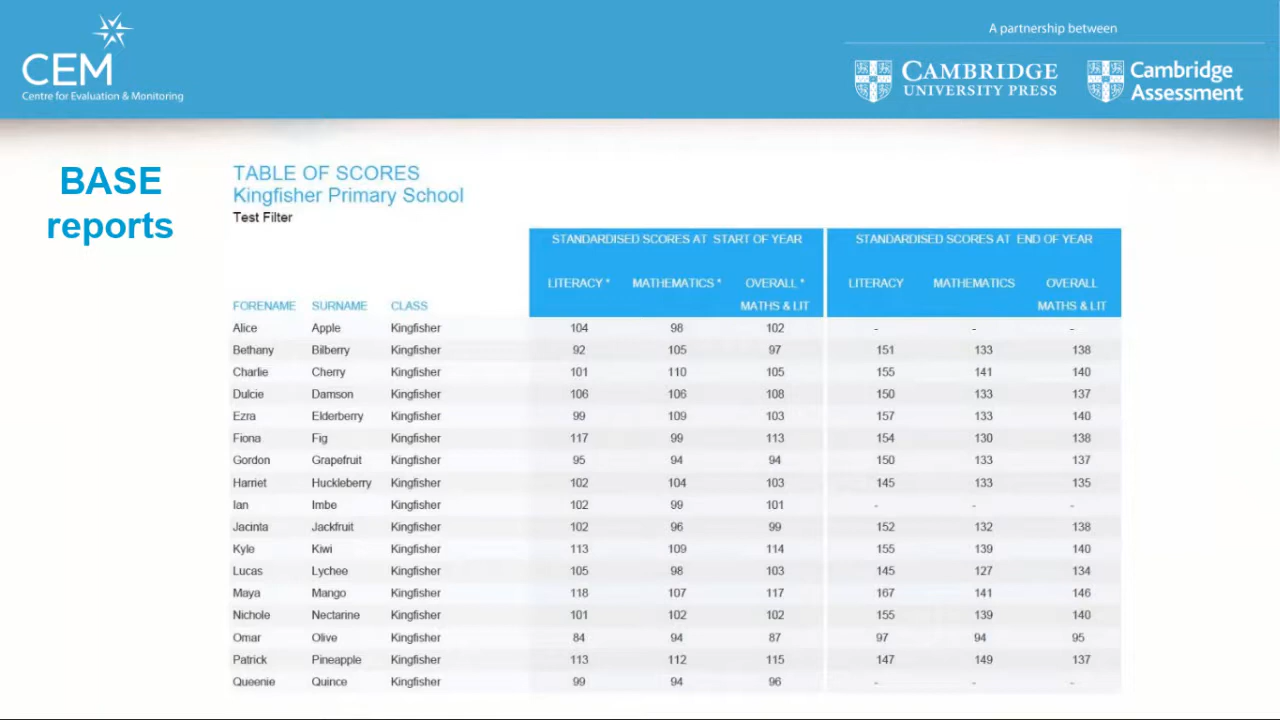 CEM
Centre for Evaluation & Monitoring
A partnership between
CAMBRIDGE
UNIVERSITY PRESS
Cambridge
Assessment
BASE
reports
TABLE OF SCORES
Kingfisher Primary School
Test Filter
STANDARDISED SCORES AT START OF YEAR STANDARDISED SCORES AT END OF YEAR
LITERACY * MATHEMATICS * OVERALL * LITERACY MATHEMATICS OVERALL
FORENAME SURNAME CLASS MATHS & LIT MATHS & LIT
Alice Apple Kingfisher 104 98 102 - - -
Bethany Bilberry Kingfisher 92 105 97 151 133 138
Charlie Cherry Kingfisher 101 110 105 155 141 140
Dulcie Damson Kingfisher 106 106 108 150 133 137
Ezra Elderberry Kingfisher 99 109 103 157 133 140
Fiona Fig Kingfisher 117 99 113 154 130 138
Gordon Grapefruit Kingfisher 95 94 94 150 133 137
Harriet Huckleberry Kingfisher 102 104 103 145 133 135
Ian Imbe Kingfisher 102 99 101 - - -
Jacinta Jackfruit Kingfisher 102 96 99 152 132 138
Kyle Kiwi Kingfisher 113 109 114 155 139 140
Lucas Lychee Kingfisher 105 98 103 145 127 134
Maya Mango Kingfisher 118 107 117 167 141 146
Nichole Nectarine Kingfisher 101 102 102 155 139 140
Omar Olive Kingfisher 84 94 87 97 94 95
Patrick Pineapple Kingfisher 113 112 115 147 149 137
Queenie Quince Kingfisher 99 94 96 - - -